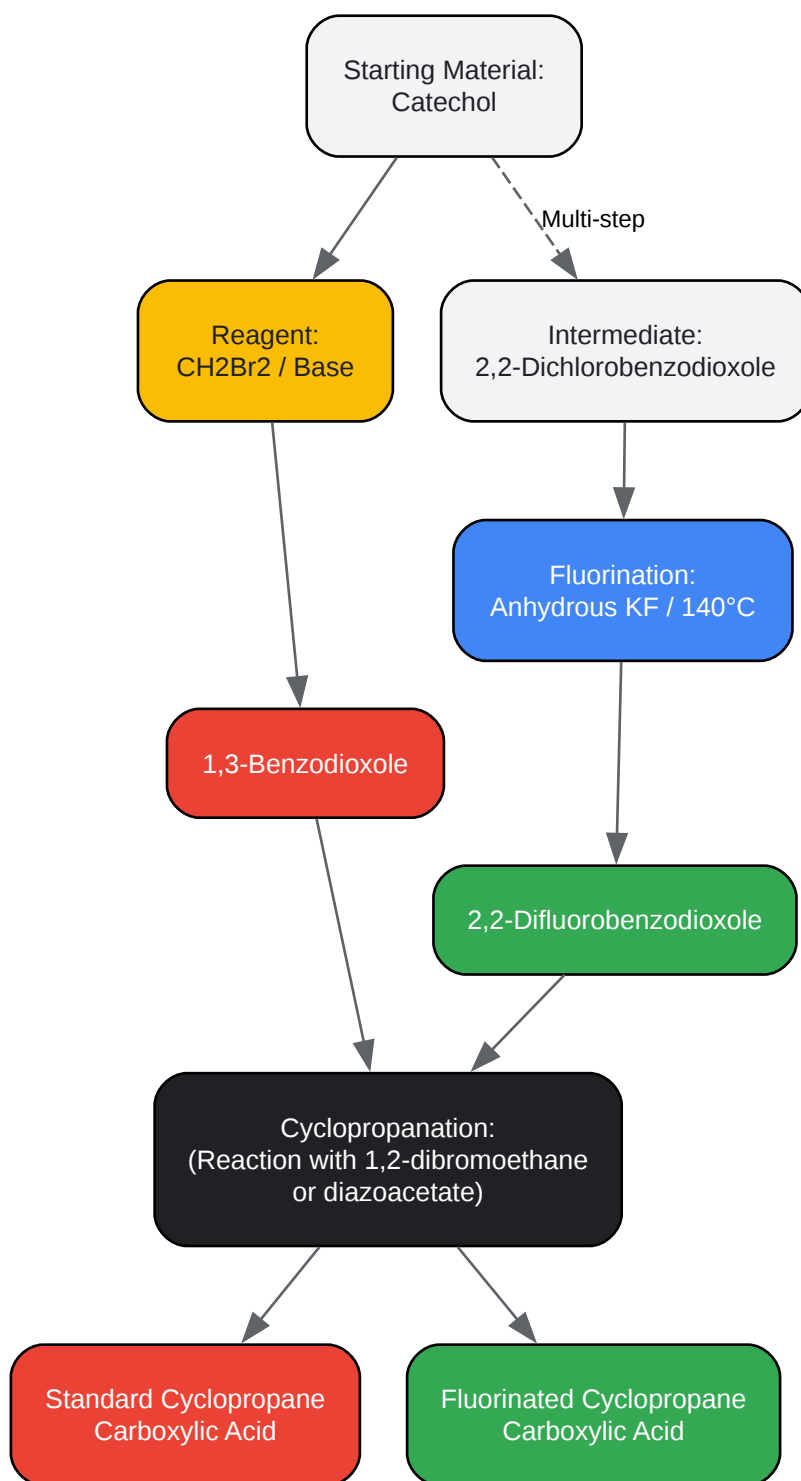 Starting Material:
Catechol
Multi-step
Reagent:
CH2Br2 / Base
Intermediate:
2,2-Dichlorobenzodioxole
Fluorination:
Anhydrous KF / 140°C
1,3-Benzodioxole
2,2-Difluorobenzodioxole
Cyclopropanation:
(Reaction with 1,2-dibromoethane
or diazoacetate)
Standard Cyclopropane
Carboxylic Acid
Fluorinated Cyclopropane
Carboxylic Acid